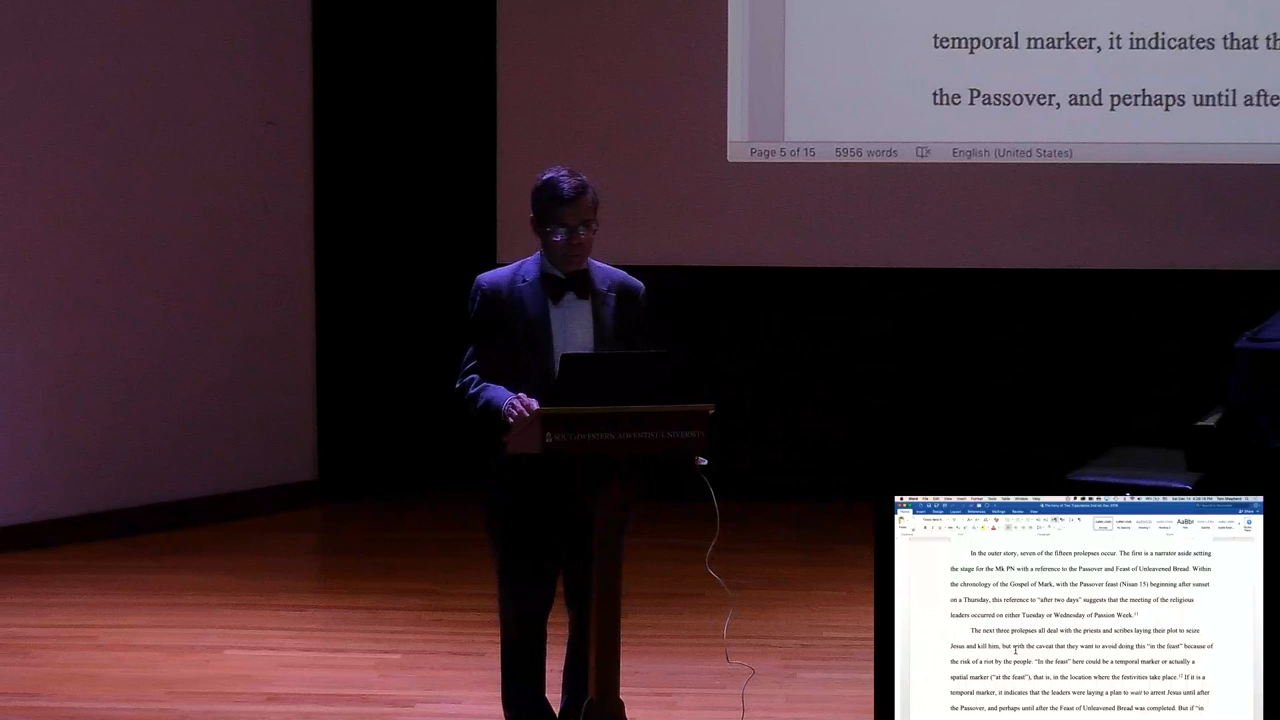 temporal marker, it indicates that th
the Passover, and perhaps until afte
Page 5 of 15 5956 words English (United States)
SOUTHWESTERN ADVENTIST UNIVERSITY
In the outer story, seven of the fifteen prolepses occur. The first is a narrator aside setting
the stage for the Mk PN with a reference to the Passover and Feast of Unleavened Bread. Within
the chronology of the Gospel of Mark, with the Passover feast (Nisan 15) beginning after sunset
on a Thursday, this reference to “after two days” suggests that the meeting of the religious
leaders occurred on either Tuesday or Wednesday of Passion Week.11
The next three prolepses all deal with the priests and scribes laying their plot to seize
Jesus and kill him, but with the caveat that they want to avoid doing this “in the feast” because of
the risk of a riot by the people. “In the feast” here could be a temporal marker or actually a
spatial marker (“at the feast”), that is, in the location where the festivities take place.12 If it is a
temporal marker, it indicates that the leaders were laying a plan to wait to arrest Jesus until after
the Passover, and perhaps until after the Feast of Unleavened Bread was completed. But if “in